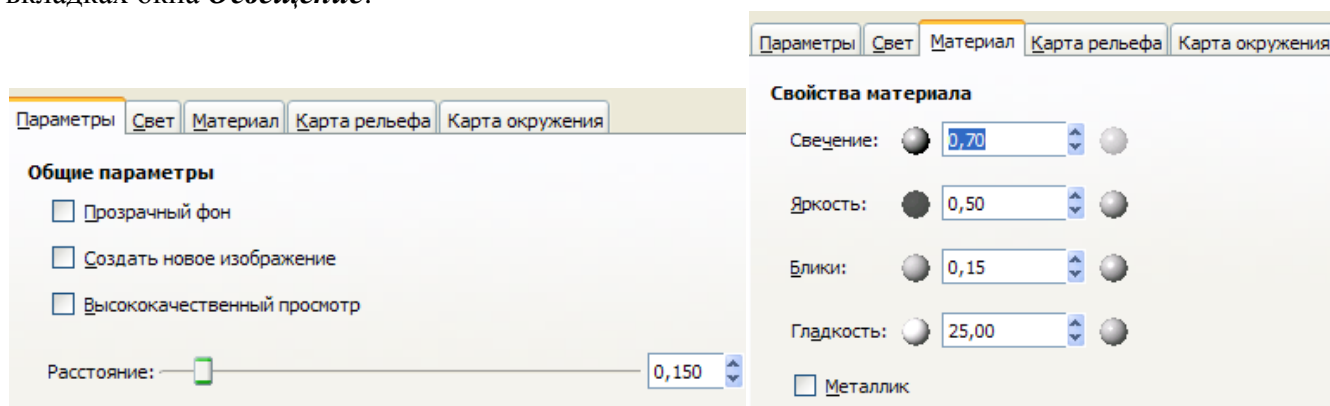 вкладках окна Освещение.
Параметры Свет Материал Карта рельефа Карта окружения
Общие параметры
Прозрачный фон
Создать новое изображение
Высококачественный просмотр
Расстояние: 0,150
Параметры Свет Материал Карта рельефа Карта окружения
Свойства материала
Свечение: 0,70
Яркость: 0,50
Блики: 0,15
Гладкость: 25,00
Металлик